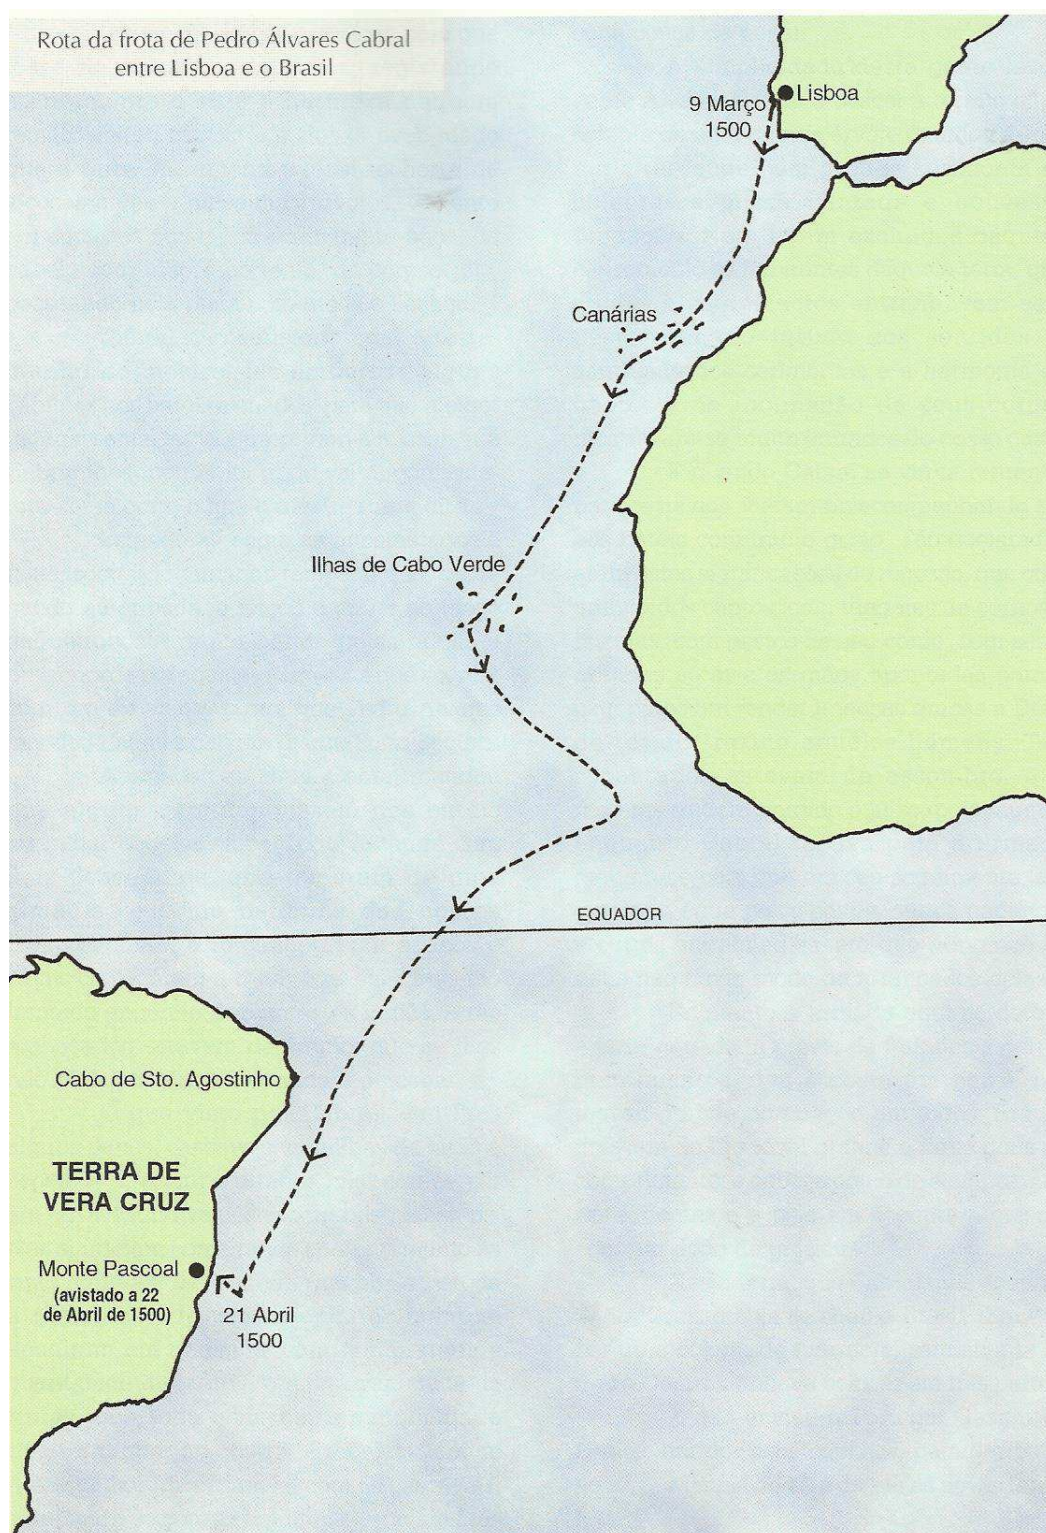 Rota da frota de Pedro Álvares Cabral
entre Lisboa e o Brasil
Lisboa
9 Março
1500
Canárias
Ilhas de Cabo Verde
EQUADOR
Cabo de Sto. Agostinho
TERRA DE
VERA CRUZ
Monte Pascoal
(avistado a 22
de Abril de 1500)
21 Abril
1500